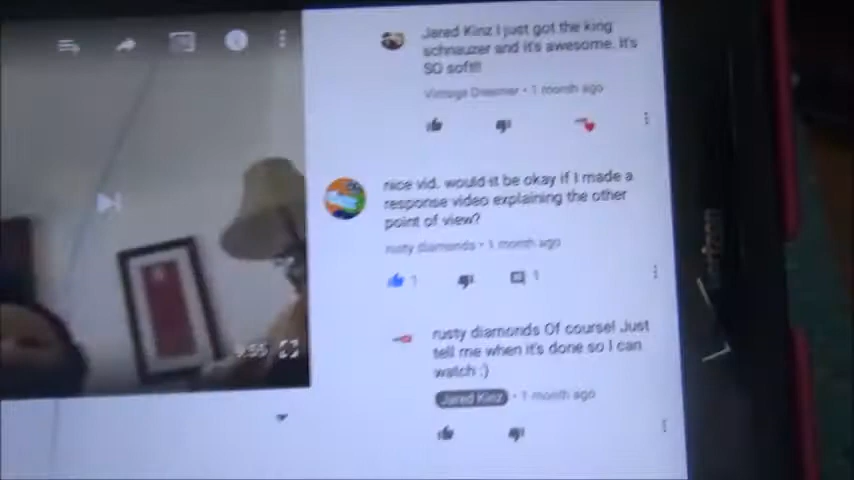 Jared Kinz I just got the king
schnauzer and it's awesome. It's
SO soft!!!
Vintage Dreamer • 1 month ago
nice vid. would it be okay if I made a
response video explaining the other
point of view?
rusty diamonds • 1 month ago
1
1
rusty diamonds Of course! Just
tell me when it's done so I can
watch :)
Jared Kinz • 1 month ago
verizon